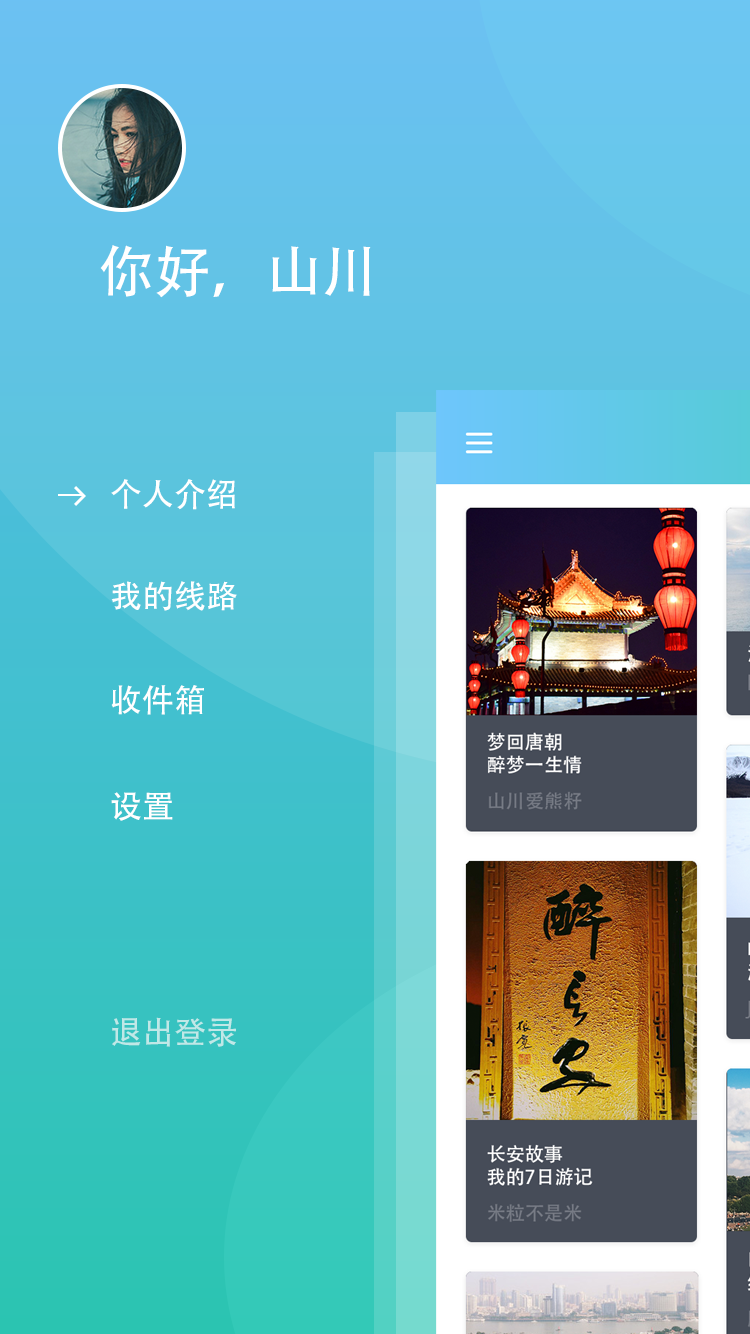 你好, 山川
个人介绍
我的线路
收件箱
设置
退出登录
梦回唐朝
醉梦一生情
山川爱熊籽
醉长安
长安故事
我的7日游记
米粒不是米